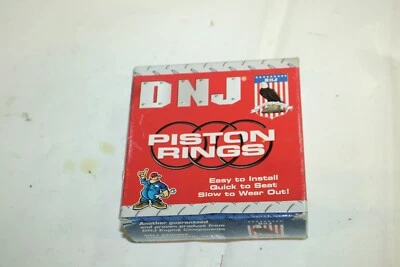 DNJ®
DNJ
PISTON
RINGS
Easy to Install
Quick to Seat
Slow to Wear Out!
Another guaranteed
and proven product from
DNJ Engine Components